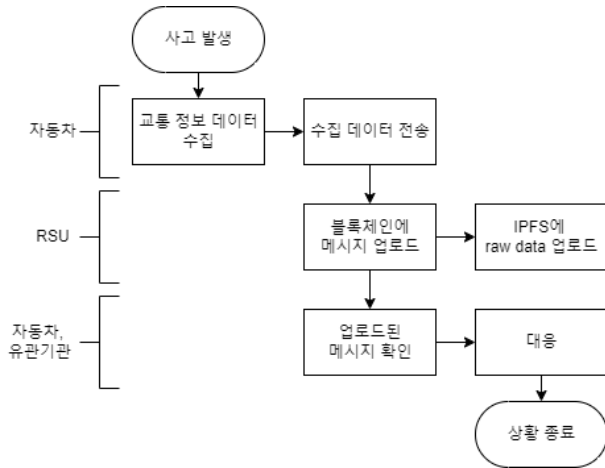 사고 발생
자동차
교통 정보 데이터
수집
수집 데이터 전송
RSU
블록체인에
메시지 업로드
IPFS에
raw data 업로드
자동차,
유관기관
업로드된
메시지 확인
대응
상황 종료